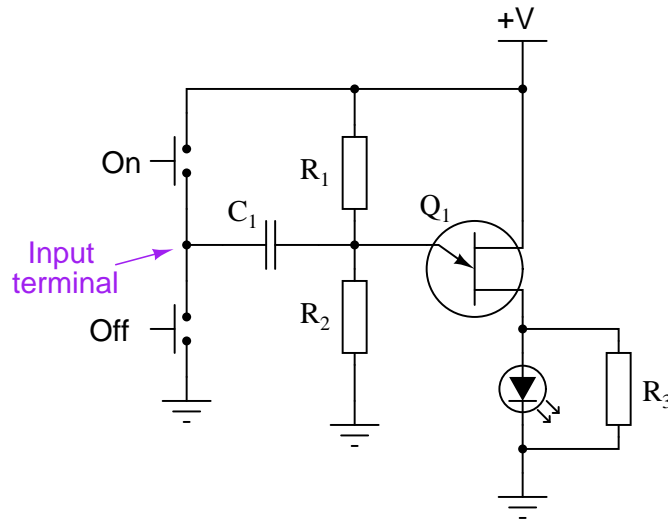 +V
On
R1
C1
Q1
Input
terminal
Off
R2
R3